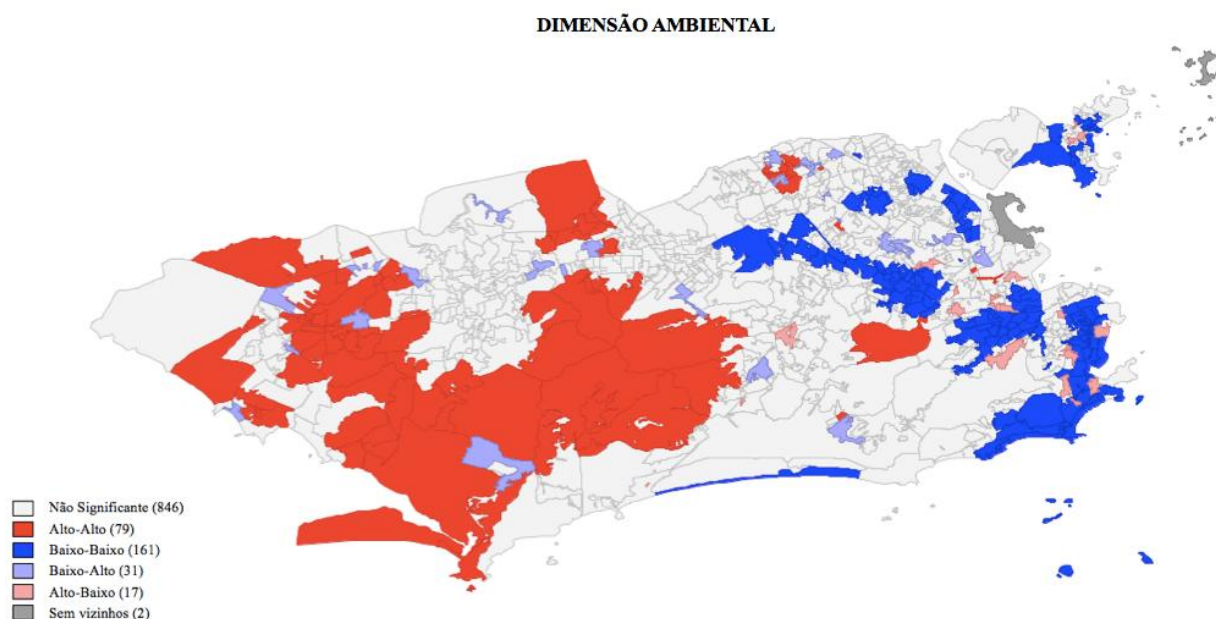 DIMENSÃO AMBIENTAL
Não Significante (846)
Alto-Alto (79)
Baixo-Baixo (161)
Baixo-Alto (31)
Alto-Baixo (17)
Sem vizinhos (2)